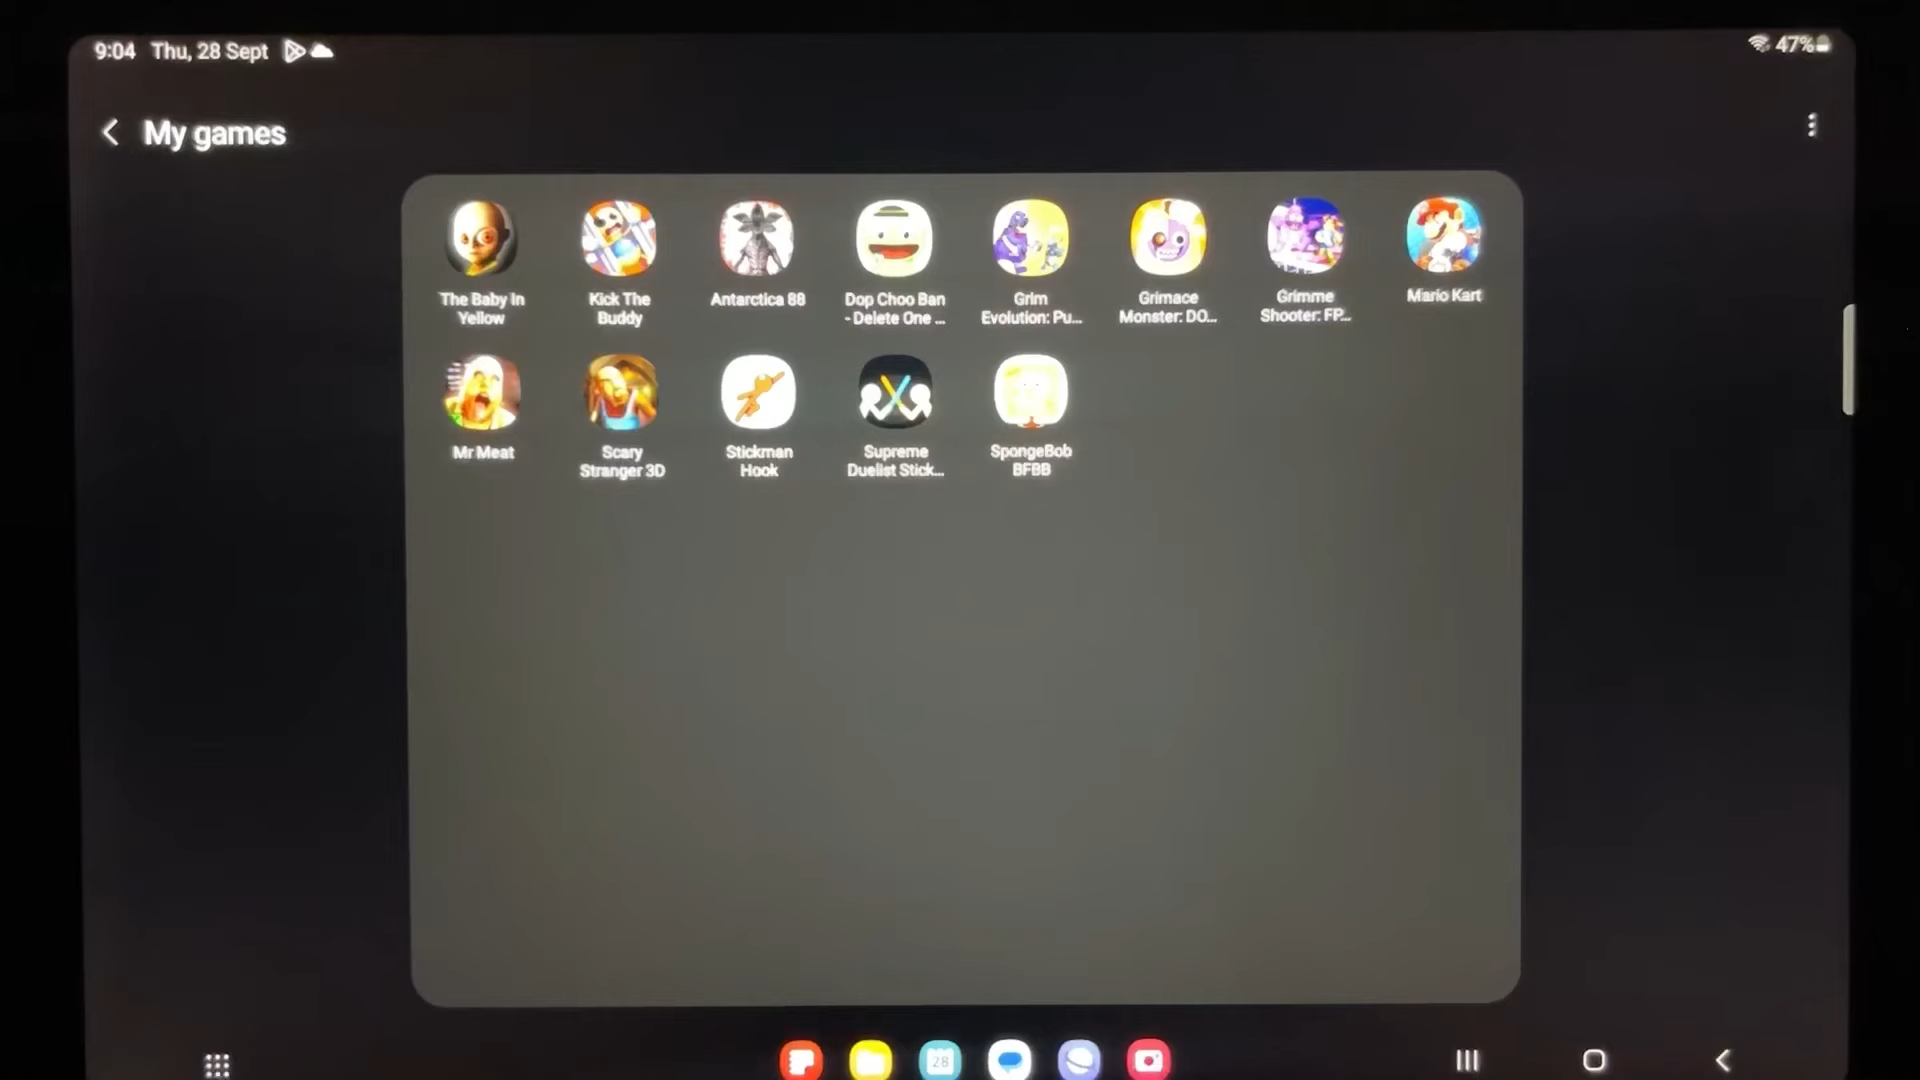 9:04 Thu, 28 Sept
47%
My games
The Baby In
Yellow
Kick The
Buddy
Antarctica 88
Dop Choo Ban
- Delete One ...
Grim
Evolution: Pu...
Grimace
Monster: DO...
Grimme
Shooter: FP...
Mario Kart
Mr Meat
Scary
Stranger 3D
Stickman
Hook
Supreme
Duelist Stick...
SpongeBob
BFBB
28